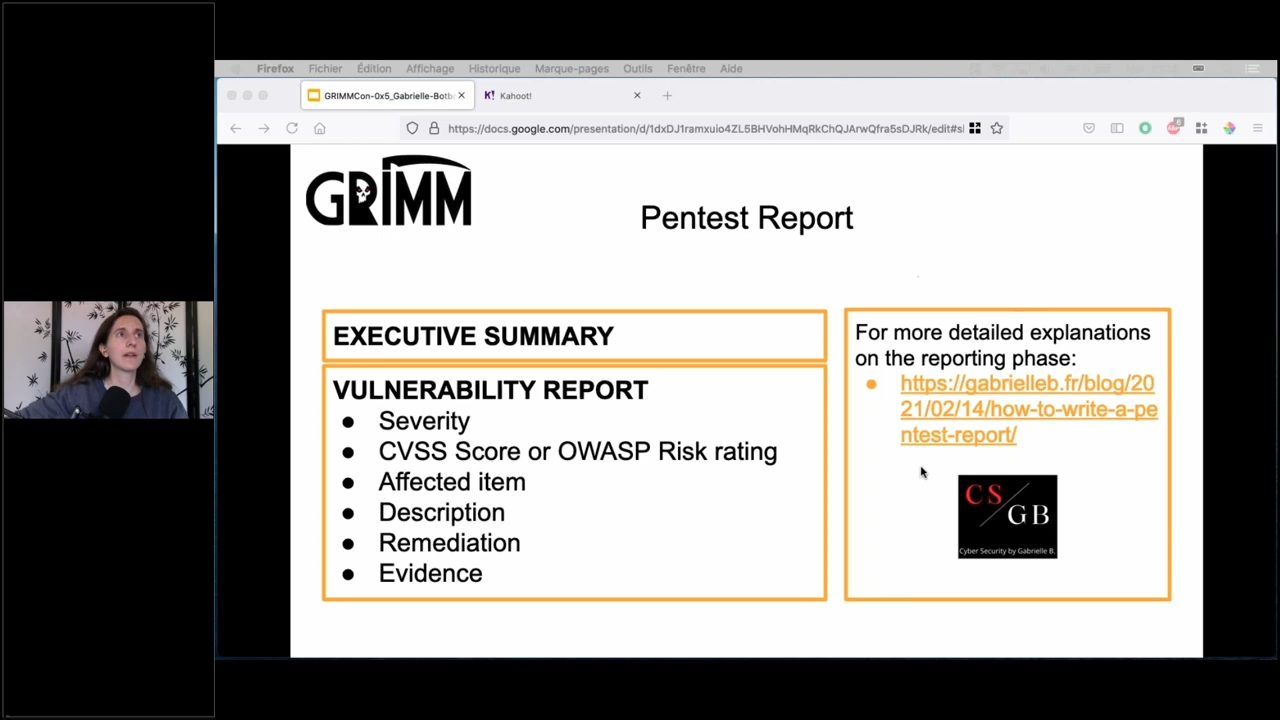 Firefox Fichier Édition Affichage Historique Marque-pages Outils Fenêtre Aide
GRIMMCon-0x5_Gabrielle-Botb
Kahoot!
https://docs.google.com/presentation/d/1dxDJ1ramxuio4ZL5BHVohHMqRkChQJArwQfra5sDJRk/edit#s
6
GRIMM
Pentest Report
EXECUTIVE SUMMARY
VULNERABILITY REPORT
● Severity
● CVSS Score or OWASP Risk rating
● Affected item
● Description
● Remediation
● Evidence
For more detailed explanations
on the reporting phase:
● https://gabrielleb.fr/blog/20
21/02/14/how-to-write-a-pe
ntest-report/
CS
GB
Cyber Security by Gabrielle B.